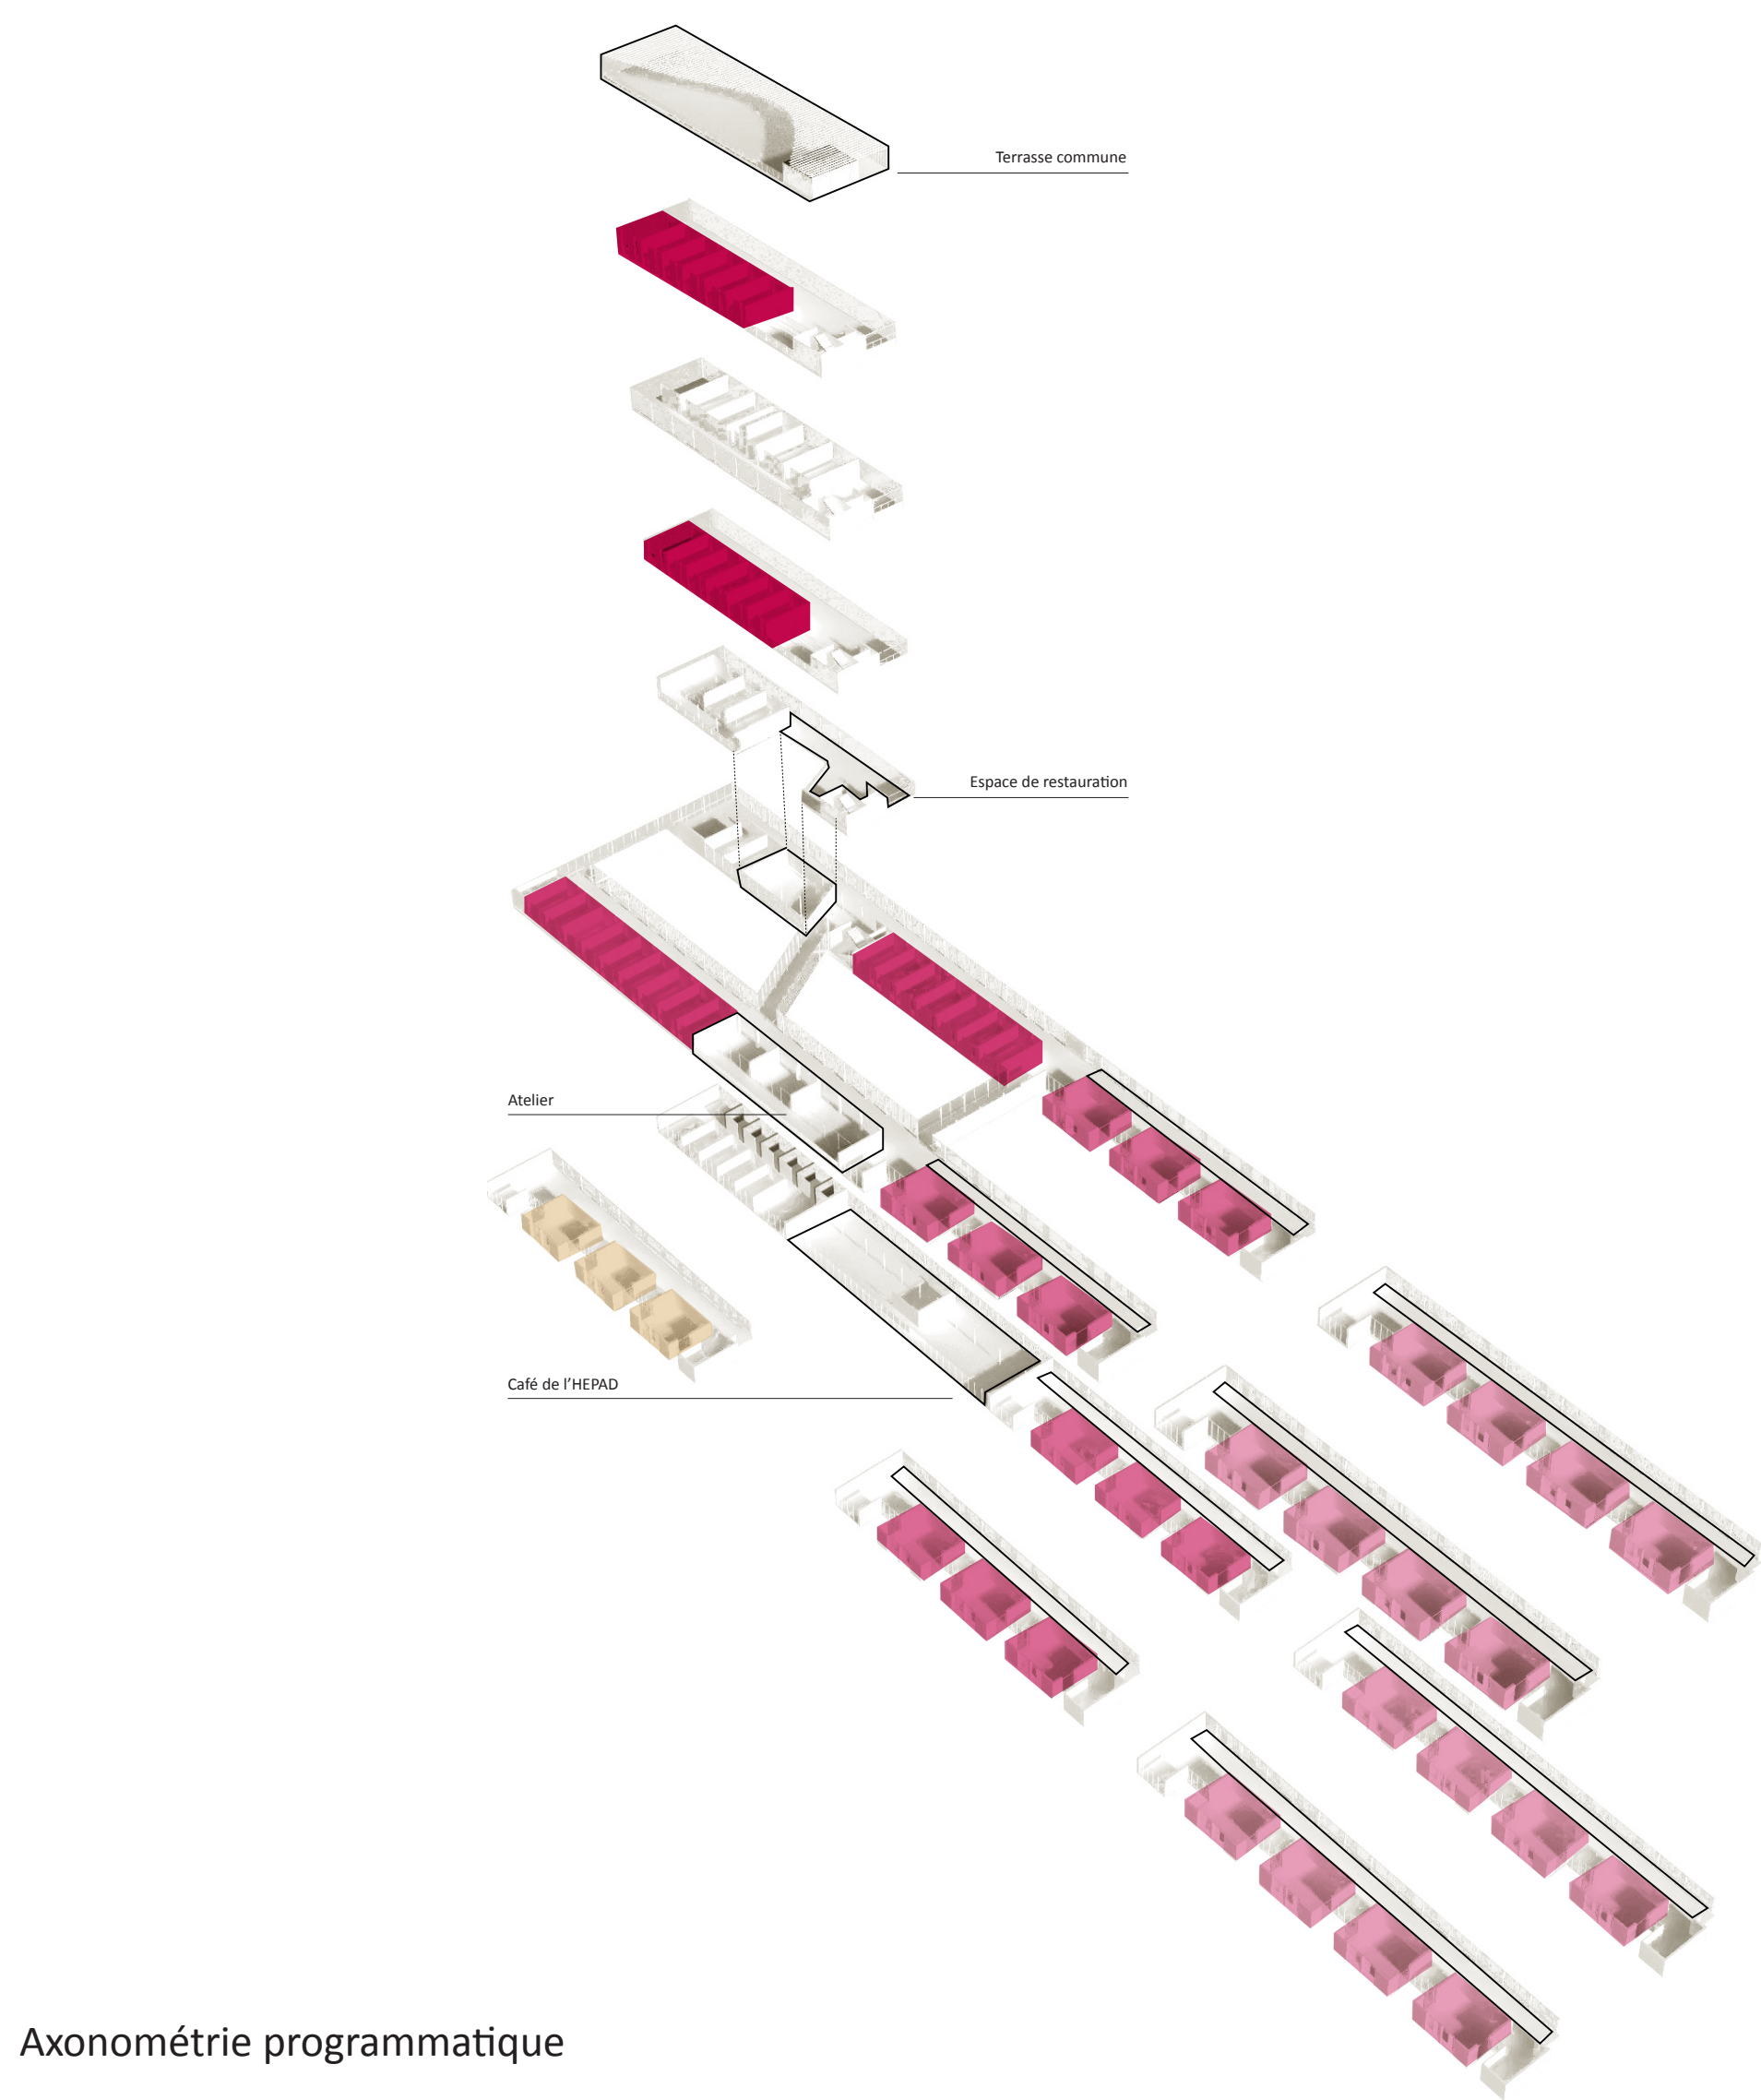 Terrasse commune
Espace de restauration
Atelier
Café de l’HEPAD
Axonométrie programmatique